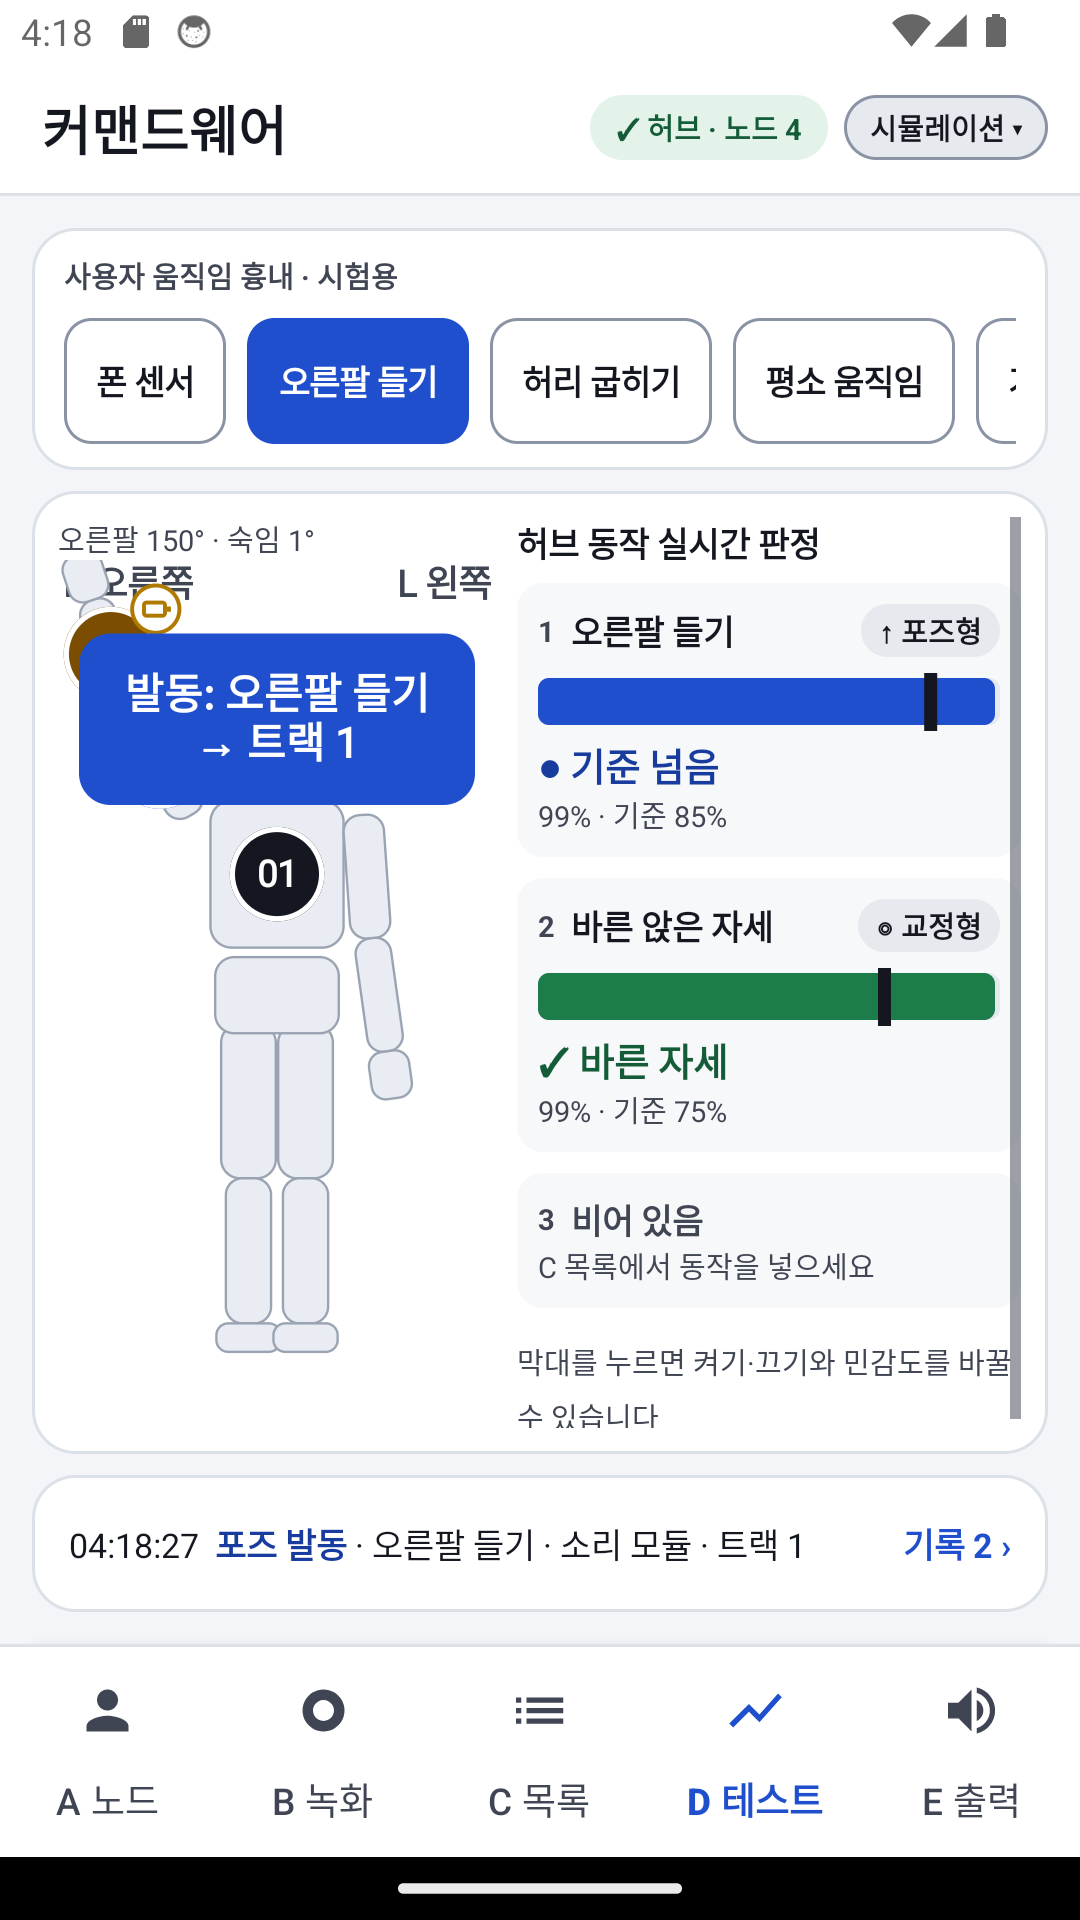 4:18
커맨드웨어
✓ 허브 · 노드 4
시뮬레이션 ▾
사용자 움직임 흉내 · 시험용
폰 센서
오른팔 들기
허리 굽히기
평소 움직임
오른팔 150° · 숙임 1°
오른쪽
L 왼쪽
발동: 오른팔 들기
→ 트랙 1
01
허브 동작 실시간 판정
1 오른팔 들기
↑ 포즈형
● 기준 넘음
99% · 기준 85%
2 바른 앉은 자세
◎ 교정형
✓ 바른 자세
99% · 기준 75%
3 비어 있음
C 목록에서 동작을 넣으세요
막대를 누르면 켜기·끄기와 민감도를 바꿀
수 있습니다
04:18:27 포즈 발동 · 오른팔 들기 · 소리 모듈 · 트랙 1
기록 2 ›
A 노드
B 녹화
C 목록
D 테스트
E 출력